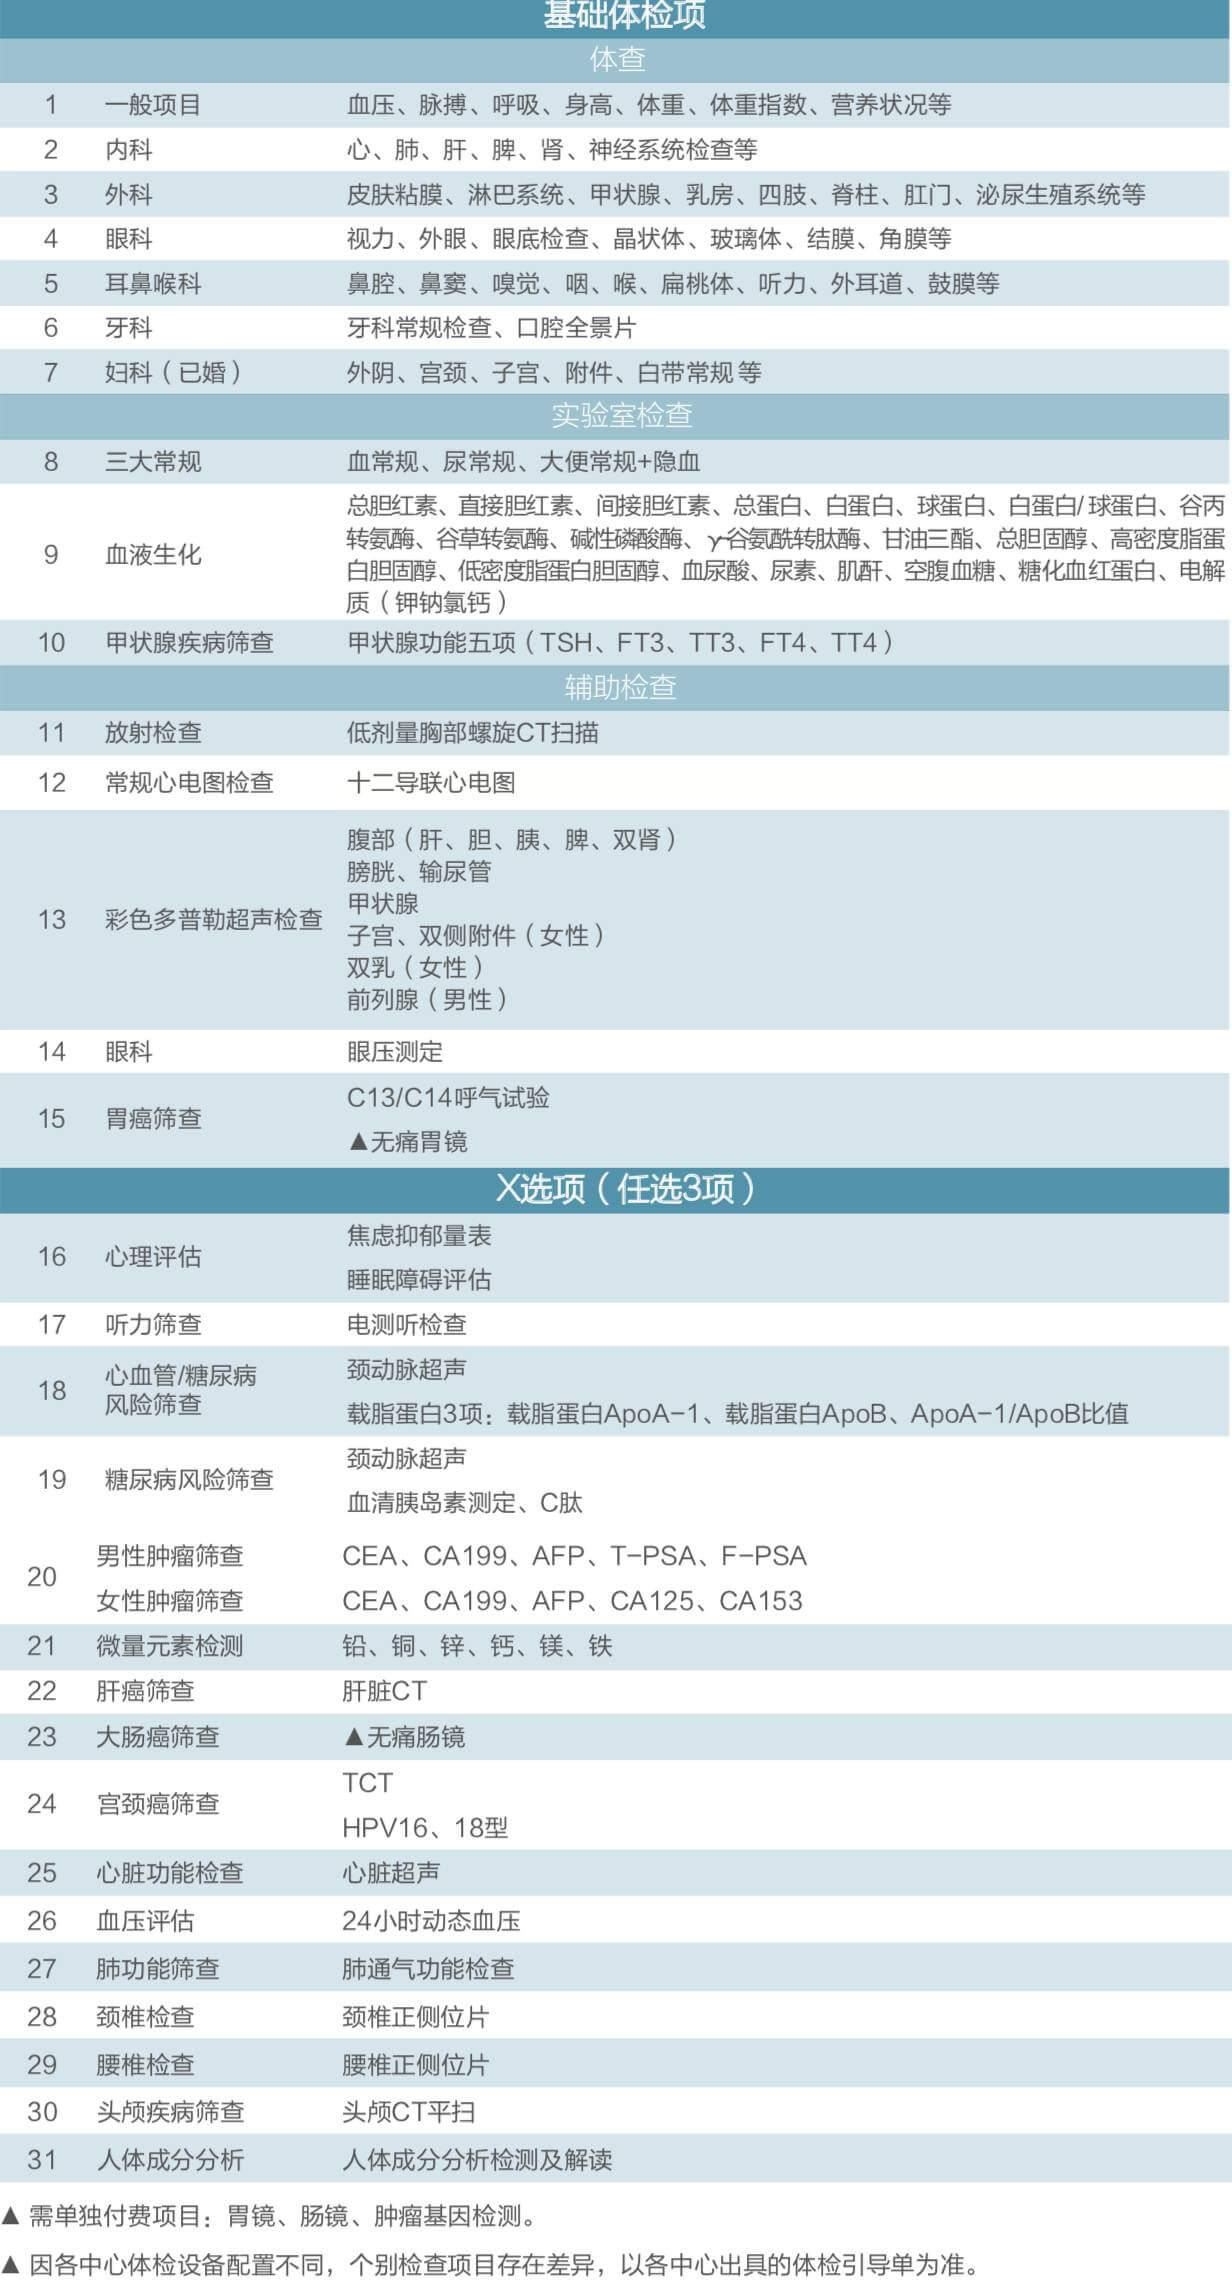 基础体检项
体查
1 一般项目 血压、脉搏、呼吸、身高、体重、体重指数、营养状况等
2 内科 心、肺、肝、脾、肾、神经系统检查等
3 外科 皮肤粘膜、淋巴系统、甲状腺、乳房、四肢、脊柱、肛门、泌尿生殖系统等
4 眼科 视力、外眼、眼底检查、晶状体、玻璃体、结膜、角膜等
5 耳鼻喉科 鼻腔、鼻窦、嗅觉、咽、喉、扁桃体、听力、外耳道、鼓膜等
6 牙科 牙科常规检查、口腔全景片
7 妇科（已婚） 外阴、宫颈、子宫、附件、白带常规等
实验室检查
8 三大常规 血常规、尿常规、大便常规+隐血
9 血液生化 总胆红素、直接胆红素、间接胆红素、总蛋白、白蛋白、球蛋白、白蛋白/球蛋白、谷丙
转氨酶、谷草转氨酶、碱性磷酸酶、γ-谷氨酰转肽酶、甘油三酯、总胆固醇、高密度脂蛋
白胆固醇、低密度脂蛋白胆固醇、血尿酸、尿素、肌酐、空腹血糖、糖化血红蛋白、电解
质（钾钠氯钙）
10 甲状腺疾病筛查 甲状腺功能五项（TSH、FT3、TT3、FT4、TT4）
辅助检查
11 放射检查 低剂量胸部螺旋CT扫描
12 常规心电图检查 十二导联心电图
13 彩色多普勒超声检查 腹部（肝、胆、胰、脾、双肾）
膀胱、输尿管
甲状腺
子宫、双侧附件（女性）
双乳（女性）
前列腺（男性）
14 眼科 眼压测定
15 胃癌筛查 C13/C14呼气试验
▲无痛胃镜
X选项（任选3项）
16 心理评估 焦虑抑郁量表
睡眠障碍评估
17 听力筛查 电测听检查
18 心血管/糖尿病
风险筛查 颈动脉超声
载脂蛋白3项：载脂蛋白ApoA-1、载脂蛋白ApoB、ApoA-1/ApoB比值
19 糖尿病风险筛查 颈动脉超声
血清胰岛素测定、C肽
20 男性肿瘤筛查 CEA、CA199、AFP、T-PSA、F-PSA
女性肿瘤筛查 CEA、CA199、AFP、CA125、CA153
21 微量元素检测 铅、铜、锌、钙、镁、铁
22 肝癌筛查 肝脏CT
23 大肠癌筛查 ▲无痛肠镜
24 宫颈癌筛查 TCT
HPV16、18型
25 心脏功能检查 心脏超声
26 血压评估 24小时动态血压
27 肺功能筛查 肺通气功能检查
28 颈椎检查 颈椎正侧位片
29 腰椎检查 腰椎正侧位片
30 头颅疾病筛查 头颅CT平扫
31 人体成分分析 人体成分分析检测及解读
▲ 需单独付费项目：胃镜、肠镜、肿瘤基因检测。
▲ 因各中心体检设备配置不同，个别检查项目存在差异，以各中心出具的体检引导单为准。